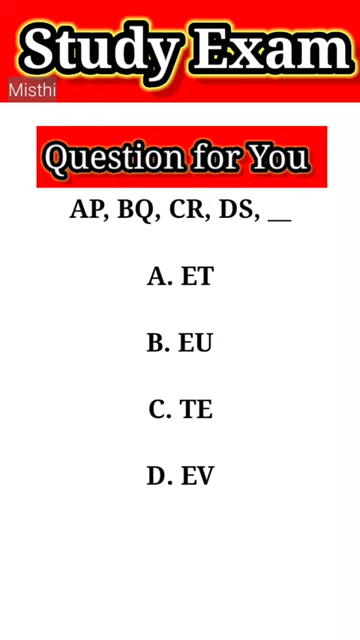 Study Exam
Misthi
Question for You
AP, BQ, CR, DS, __
A. ET
B. EU
C. TE
D. EV